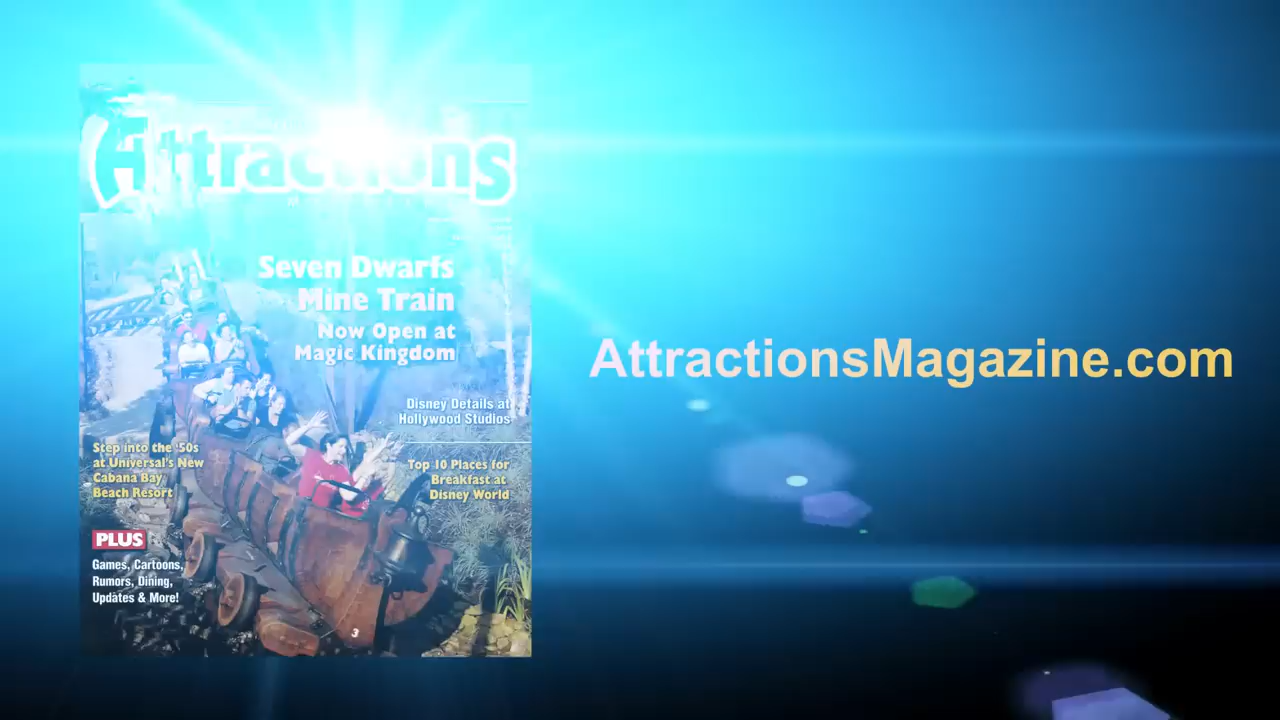 Attractions
Seven Dwarfs
Mine Train
Now Open at
Magic Kingdom
AttractionsMagazine.com
Disney Details at
Hollywood Studios
Step into the '50s
at Universal's New
Cabana Bay
Beach Resort
Top 10 Places for
Breakfast at
Disney World
PLUS
Games, Cartoons,
Rumors, Dining,
Updates & More!
3